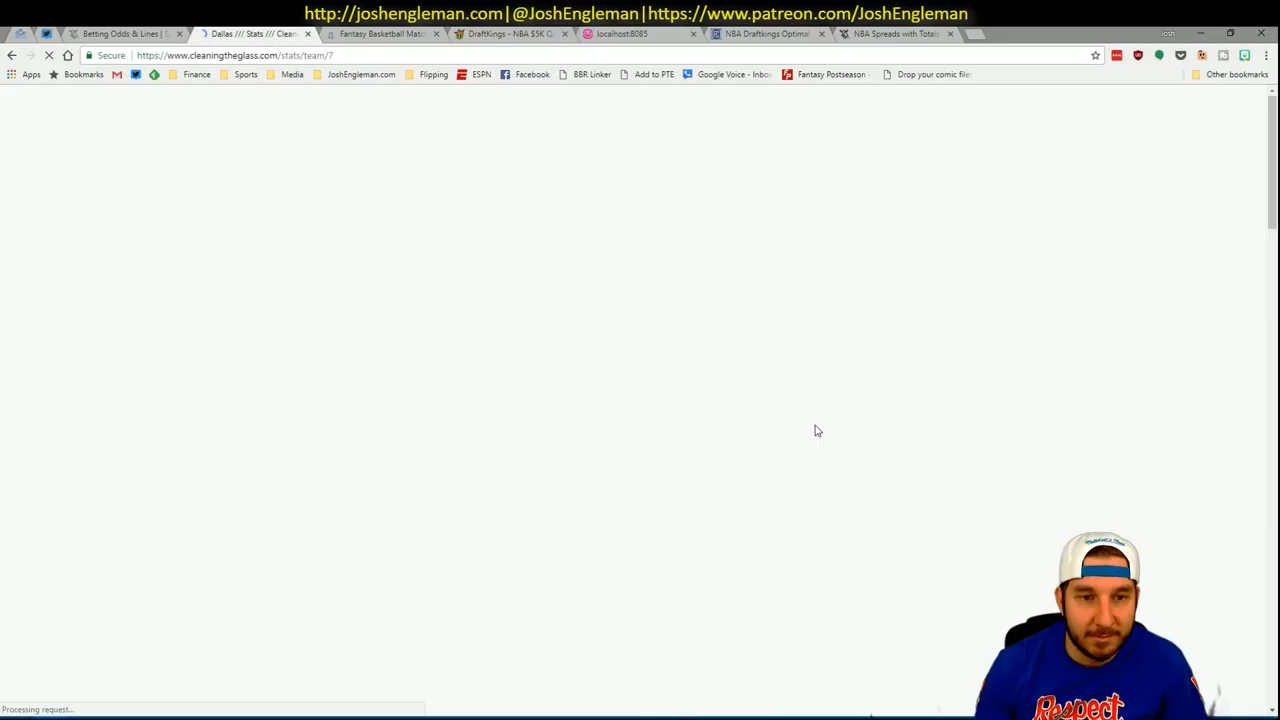 http://joshengleman.com|@JoshEngleman|https://www.patreon.com/JoshEngleman
Betting Odds & Lines | S
Dallas /// Stats /// Clean
Fantasy Basketball Matc
DraftKings - NBA $5K Q
localhost:8085
NBA Draftkings Optimal
NBA Spreads with Totals
Josh
Secure
https://www.cleaningtheglass.com/stats/team/7
Apps
Bookmarks
Finance
Sports
Media
JoshEngleman.com
Flipping
ESPN
Facebook
BBR Linker
Add to PTE
Google Voice - Inbox
Fantasy Postseason -
Drop your comic file:
Other bookmarks
Processing request...
Respect